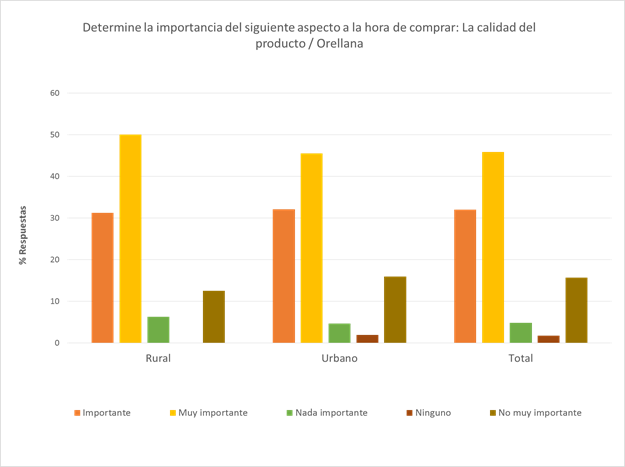 Determine la importancia del siguiente aspecto a la hora de comprar: La calidad del
producto / Orellana
60
50
40
30
20
10
0
% Respuestas
Rural
Urbano
Total
Importante
Muy importante
Nada importante
Ninguno
No muy importante